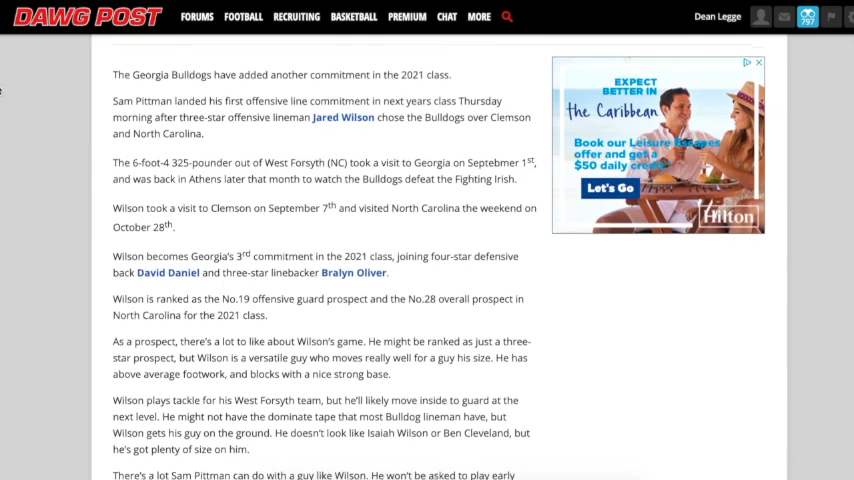 DAWG POST FORUMS FOOTBALL RECRUITING BASKETBALL PREMIUM CHAT MORE Dean Legge 797
The Georgia Bulldogs have added another commitment in the 2021 class.
Sam Pittman landed his first offensive line commitment in next years class Thursday
morning after three-star offensive lineman Jared Wilson chose the Bulldogs over Clemson
and North Carolina.
The 6-foot-4 325-pounder out of West Forsyth (NC) took a visit to Georgia on Septebmer 1st,
and was back in Athens later that month to watch the Bulldogs defeat the Fighting Irish.
Wilson took a visit to Clemson on September 7th and visited North Carolina the weekend on
October 28th.
Wilson becomes Georgia's 3rd commitment in the 2021 class, joining four-star defensive
back David Daniel and three-star linebacker Bralyn Oliver.
Wilson is ranked as the No.19 offensive guard prospect and the No.28 overall prospect in
North Carolina for the 2021 class.
As a prospect, there's a lot to like about Wilson's game. He might be ranked as just a three-
star prospect, but Wilson is a versatile guy who moves really well for a guy his size. He has
above average footwork, and blocks with a nice strong base.
Wilson plays tackle for his West Forsyth team, but he'll likely move inside to guard at the
next level. He might not have the dominate tape that most Bulldog lineman have, but
Wilson gets his guy on the ground. He doesn't look like Isaiah Wilson or Ben Cleveland, but
he's got plenty of size on him.
There's a lot Sam Pittman can do with a guy like Wilson. He won't be asked to play early
EXPECT
BETTER IN
the Caribbean
Book our Leisure Escapes
offer and get a
$50 daily credit
Let's Go
Hilton